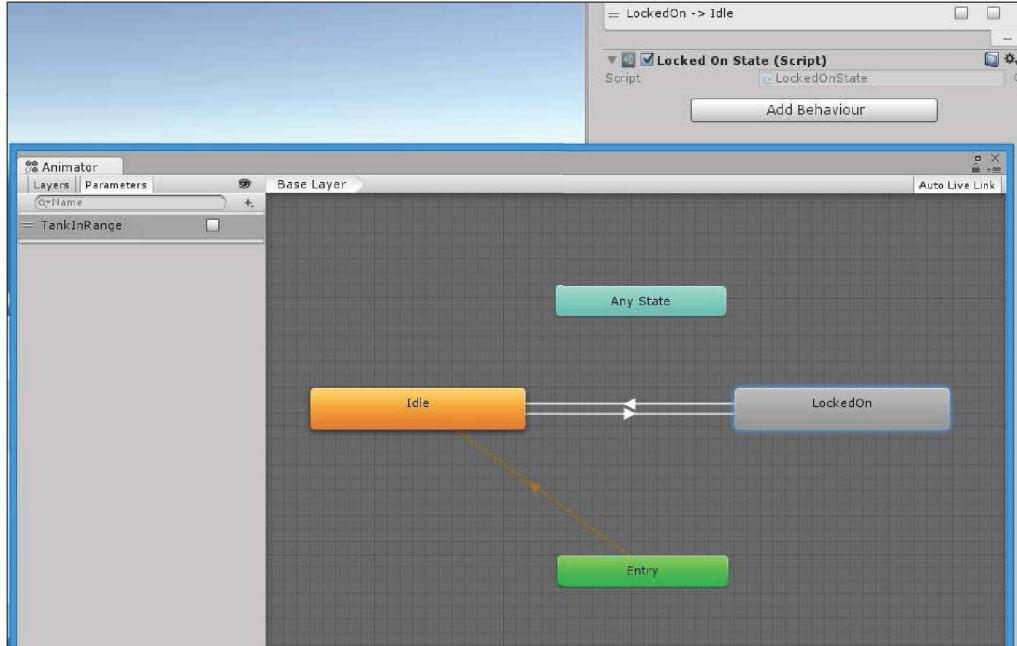 LockedOn -> Idle
Locked On State (Script)
Script LockedOnState
Add Behaviour
Animator
Layers Parameters Base Layer Auto Live Link
Name
TankInRange
Any State
Idle LockedOn
Entry